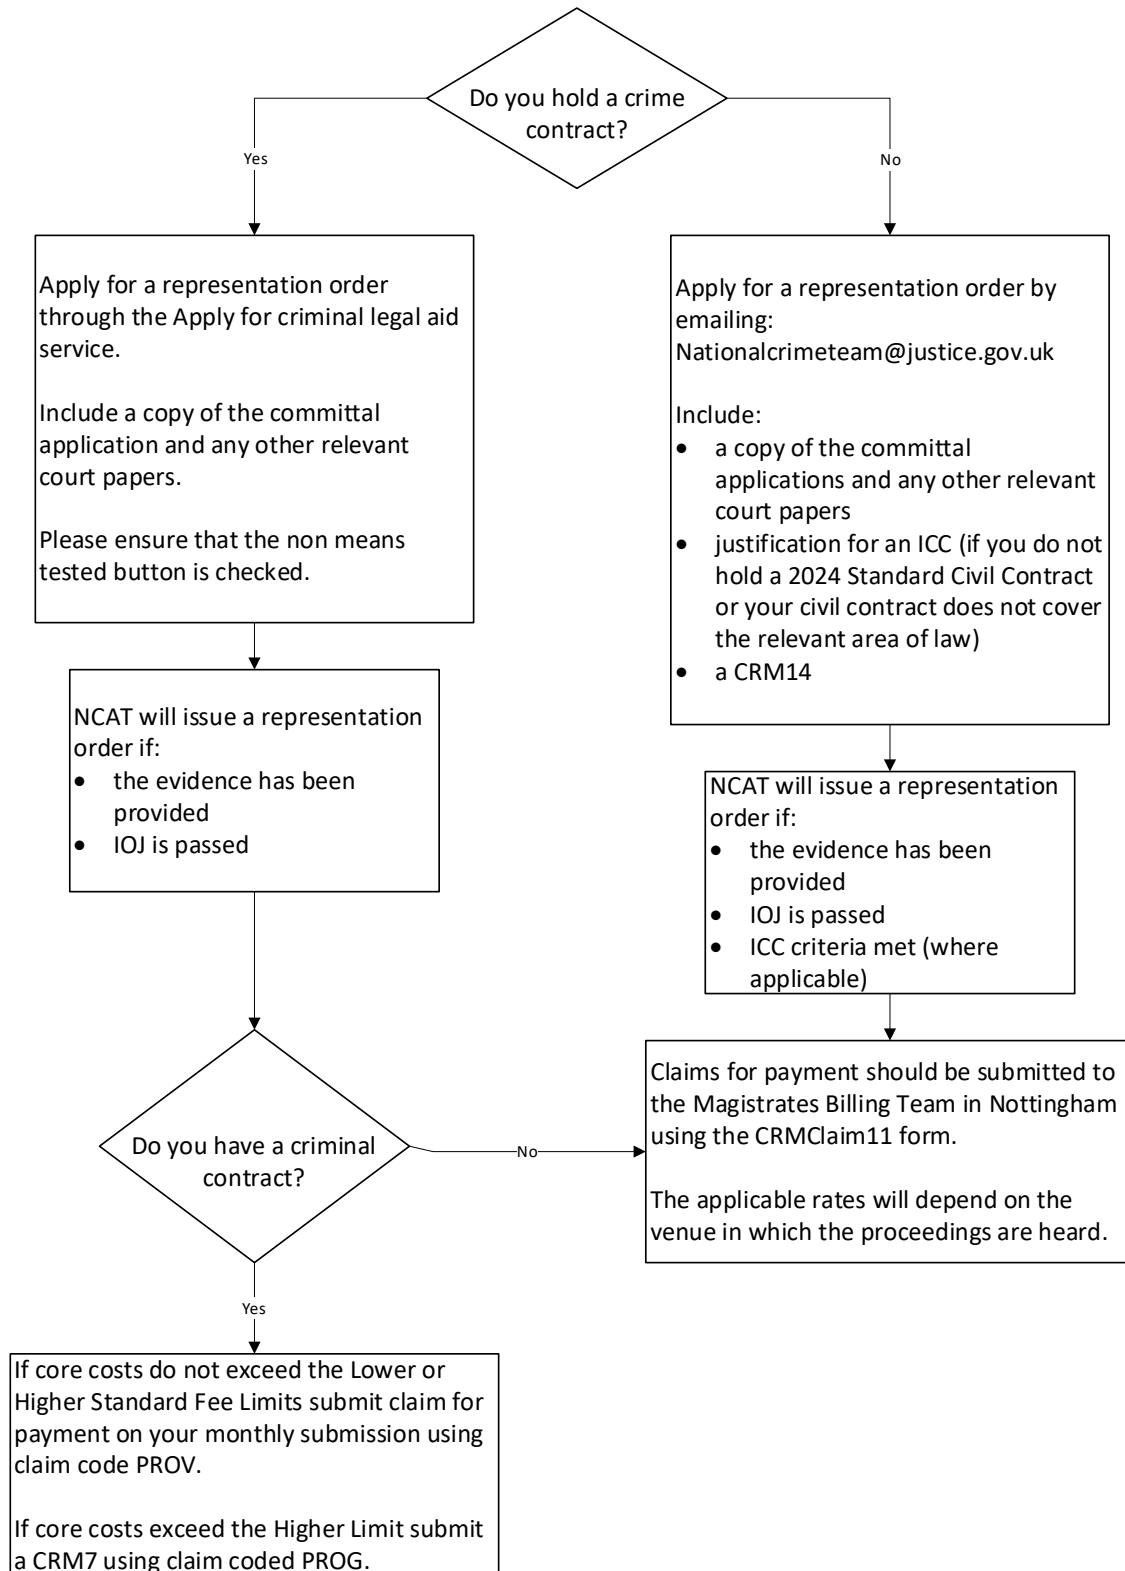 Do you hold a crime
contract?
Yes
No
Apply for a representation order
through the Apply for criminal legal aid
service.
Include a copy of the committal
application and any other relevant
court papers.
Please ensure that the non means
tested button is checked.
Apply for a representation order by
emailing:
Nationalcrimeteam@justice.gov.uk
Include:
• a copy of the committal
applications and any other relevant
court papers
• justification for an ICC (if you do not
hold a 2024 Standard Civil Contract
or your civil contract does not cover
the relevant area of law)
• a CRM14
NCAT will issue a representation
order if:
• the evidence has been
provided
• IOJ is passed
NCAT will issue a representation
order if:
• the evidence has been
provided
• IOJ is passed
• ICC criteria met (where
applicable)
Do you have a criminal
contract?
No
Claims for payment should be submitted to
the Magistrates Billing Team in Nottingham
using the CRMClaim11 form.
The applicable rates will depend on the
venue in which the proceedings are heard.
Yes
If core costs do not exceed the Lower or
Higher Standard Fee Limits submit claim for
payment on your monthly submission using
claim code PROV.
If core costs exceed the Higher Limit submit
a CRM7 using claim coded PROG.